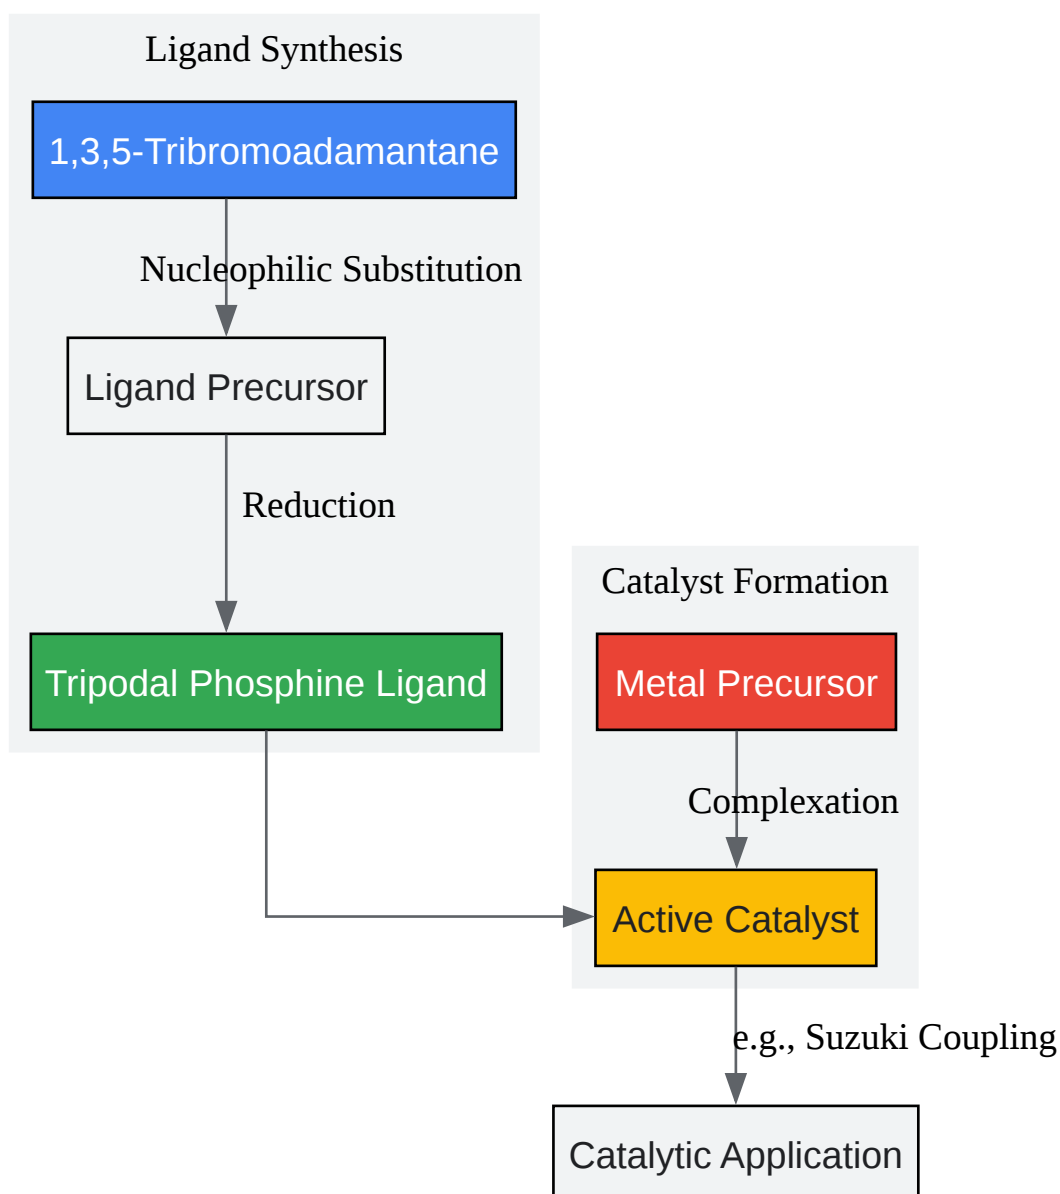 Ligand Synthesis
1,3,5-Tribromoadamantane
Nucleophilic Substitution
Ligand Precursor
Reduction
Tripodal Phosphine Ligand
Catalyst Formation
Metal Precursor
Complexation
Active Catalyst
e.g., Suzuki Coupling
Catalytic Application